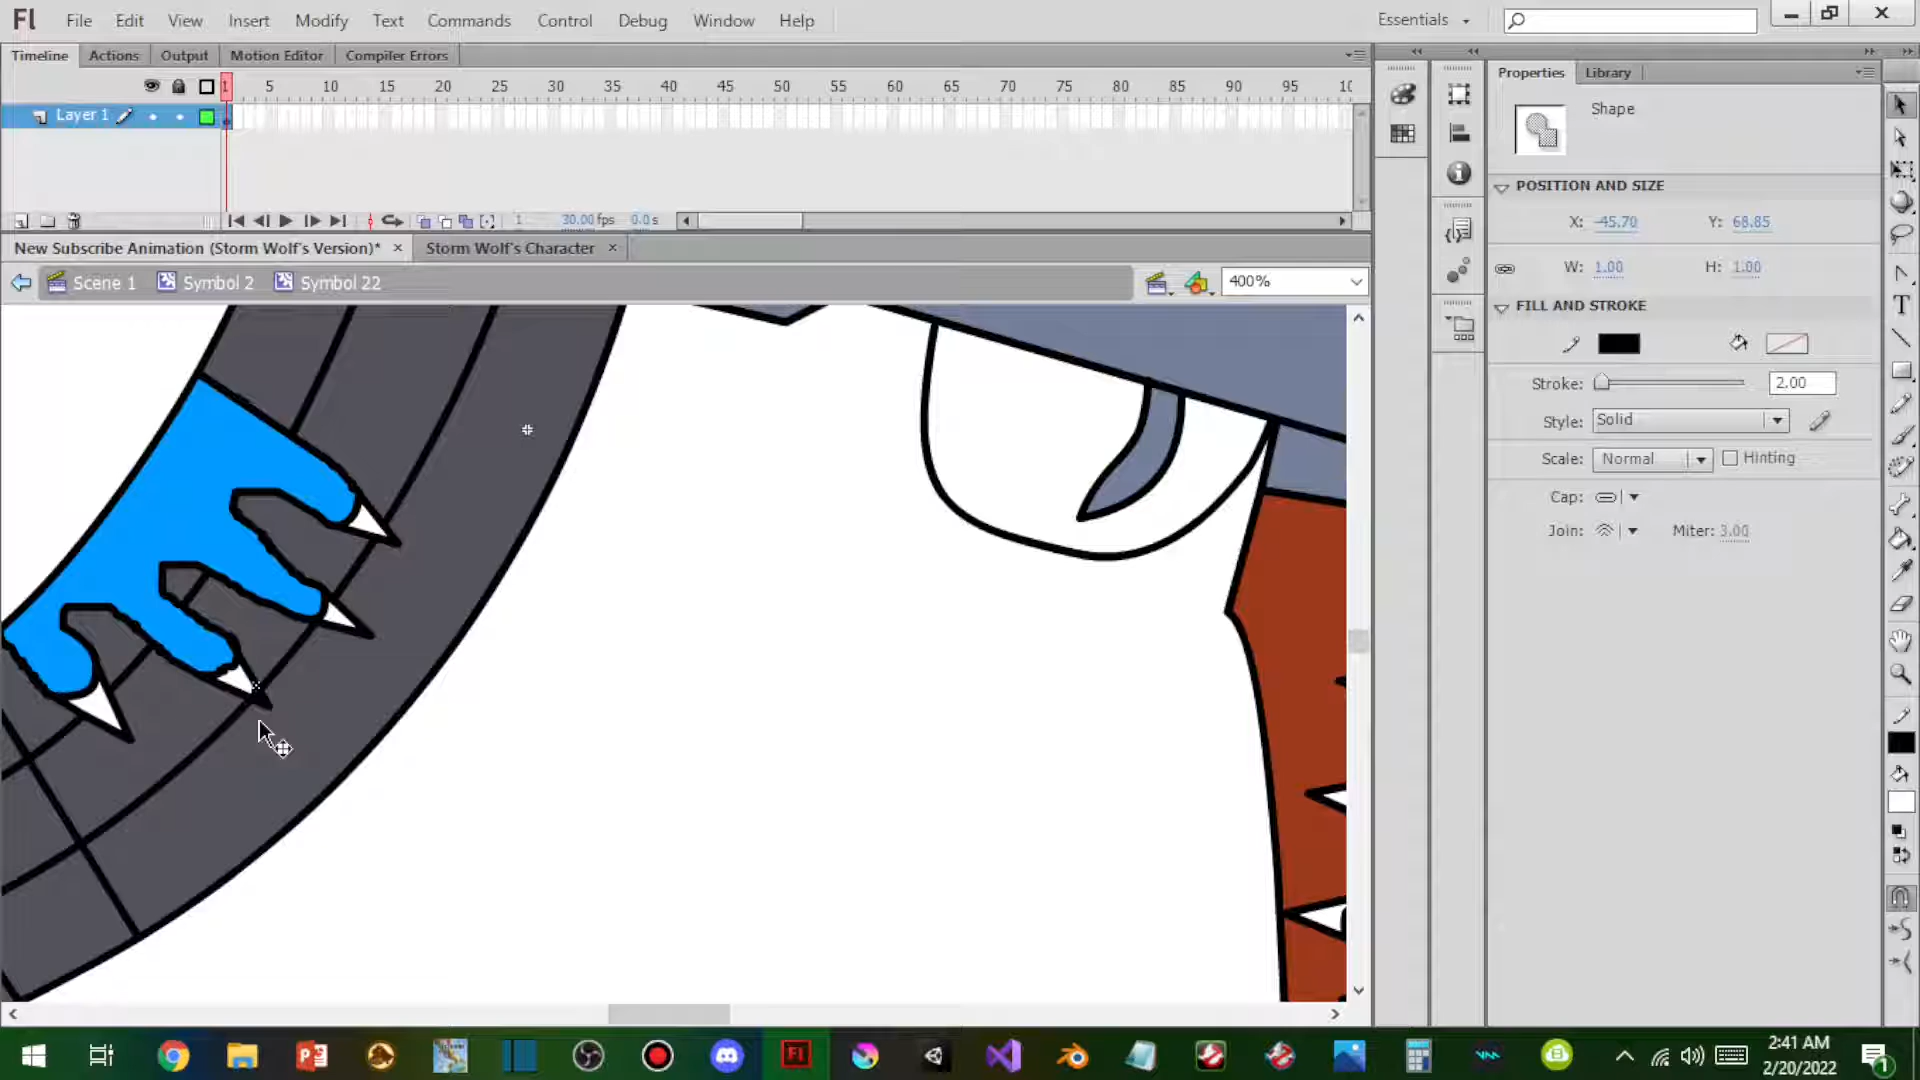 Fl File Edit View Insert Modify Text Commands Control Debug Window Help Essentials
Timeline Actions Output Motion Editor Compiler Errors
1 5 10 15 20 25 30 35 40 45 50 55 60 65 70 75 80 85 90 95 10
Layer 1
1 30.00 fps 0.0 s
New Subscribe Animation (Storm Wolf's Version)* Storm Wolf's Character
Scene 1 Symbol 2 Symbol 22 400%
Properties Library
Shape
POSITION AND SIZE
X: -45.70 Y: 68.85
W: 1.00 H: 1.00
FILL AND STROKE
Stroke: 2.00
Style: Solid
Scale: Normal Hinting
Cap:
Join: Miter: 3.00
2:41 AM
2/20/2022
1